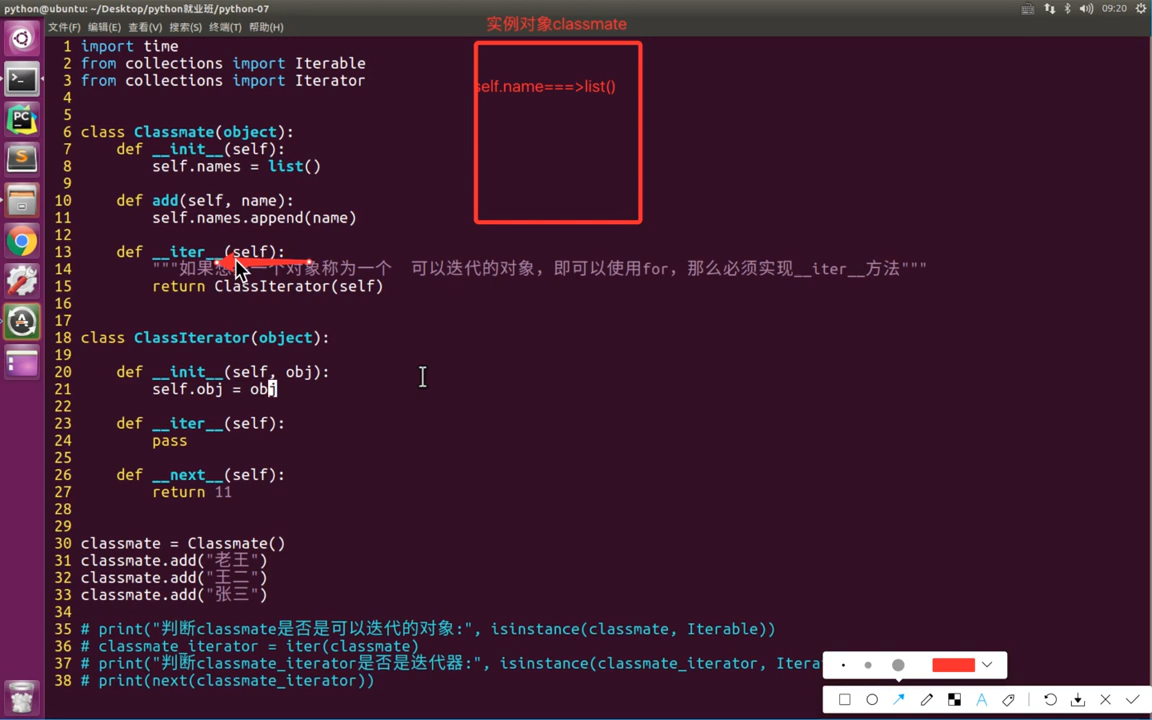 python@ubuntu: ~/Desktop/python就业班/python-07
09:20
文件(F) 编辑(E) 查看(V) 搜索(S) 终端(T) 帮助(H)
实例对象classmate
self.name===>list()
1 import time
2 from collections import Iterable
3 from collections import Iterator
4
5
6 class Classmate(object):
7 def __init__(self):
8 self.names = list()
9
10 def add(self, name):
11 self.names.append(name)
12
13 def __iter__(self):
14 """如果想 一个对象称为一个 可以迭代的对象，即可以使用for，那么必须实现__iter__方法"""
15 return ClassIterator(self)
16
17
18 class ClassIterator(object):
19
20 def __init__(self, obj):
21 self.obj = obj
22
23 def __iter__(self):
24 pass
25
26 def __next__(self):
27 return 11
28
29
30 classmate = Classmate()
31 classmate.add("老王")
32 classmate.add("王二")
33 classmate.add("张三")
34
35 # print("判断classmate是否是可以迭代的对象:", isinstance(classmate, Iterable))
36 # classmate_iterator = iter(classmate)
37 # print("判断classmate_iterator是否是迭代器:", isinstance(classmate_iterator, Itera
38 # print(next(classmate_iterator))